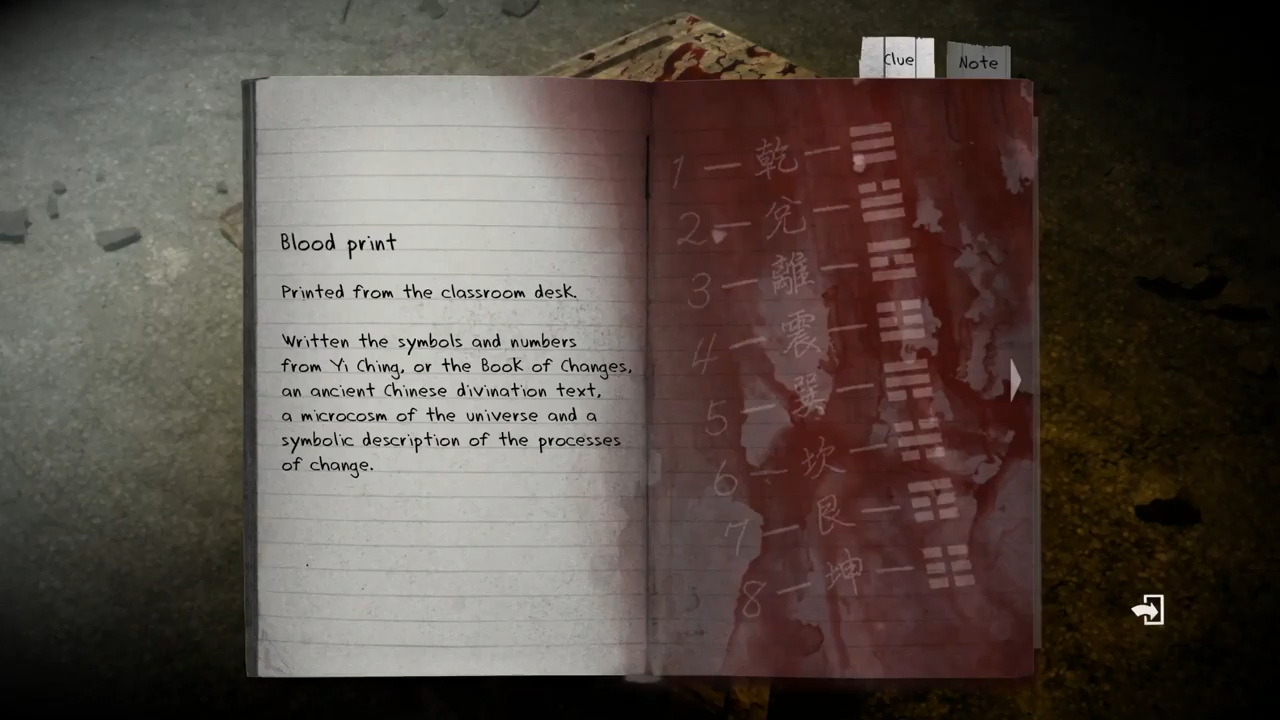 Clue
Note
Blood print
Printed from the classroom desk.
Written the symbols and numbers
from Yi Ching, or the Book of Changes,
an ancient Chinese divination text,
a microcosm of the universe and a
symbolic description of the processes
of change.
1 — 乾 — ☰
2 — 兌 — ☱
3 — 離 — ☲
4 — 震 — ☳
5 — 巽 — ☴
6 — 坎 — ☵
7 — 艮 — ☶
8 — 坤 — ☷